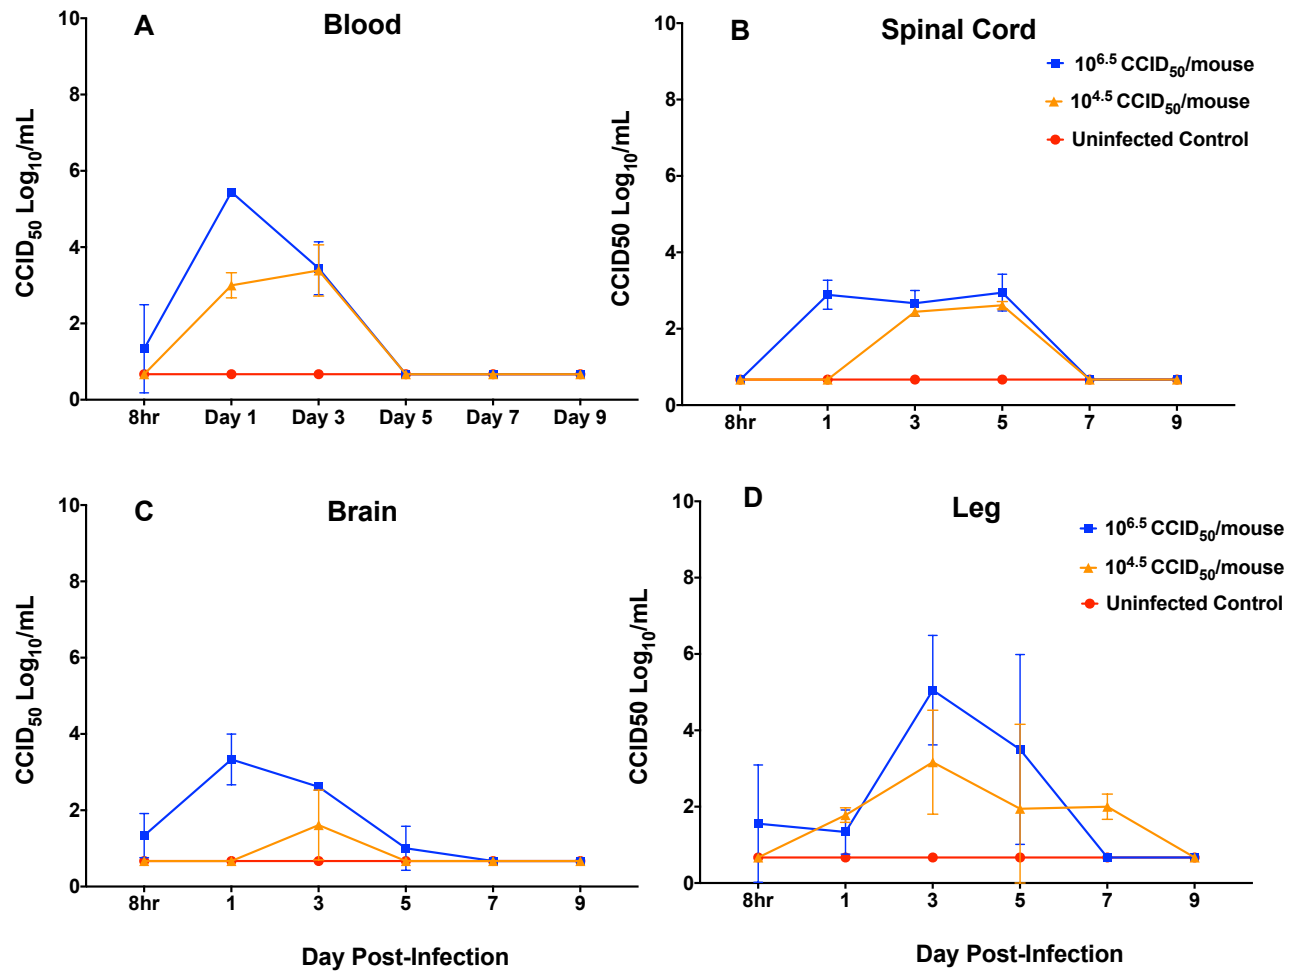 A Blood
10
8
6
4
2
0
CCID50 Log10/mL
8hr Day 1 Day 3 Day 5 Day 7 Day 9
B Spinal Cord
10
8
6
4
2
0
CCID50 Log10/mL
10^6.5 CCID50/mouse
10^4.5 CCID50/mouse
Uninfected Control
8hr 1 3 5 7 9
C Brain
10
8
6
4
2
0
CCID50 Log10/mL
8hr 1 3 5 7 9
Day Post-Infection
D Leg
10
8
6
4
2
0
CCID50 Log10/mL
10^6.5 CCID50/mouse
10^4.5 CCID50/mouse
Uninfected Control
8hr 1 3 5 7 9
Day Post-Infection